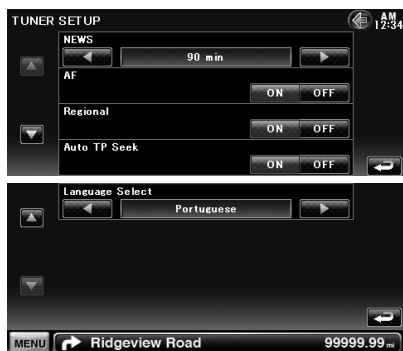 TUNER SETUP
AM
12:34
NEWS
90 min
AF
ON OFF
Regional
ON OFF
Auto TP Seek
ON OFF
Language Select
Portuguese
MENU Ridgeview Road 99999.99 mi